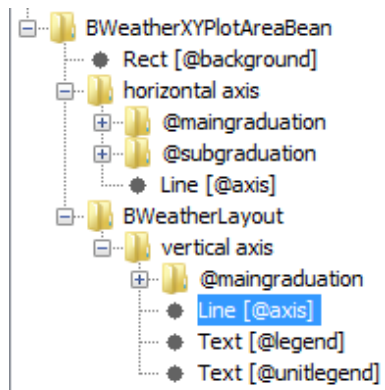 BWeatherXYPlotAreaBean
Rect [@background]
horizontal axis
@maingraduation
@subgraduation
Line [@axis]
BWeatherLayout
vertical axis
@maingraduation
Line [@axis]
Text [@legend]
Text [@unitlegend]